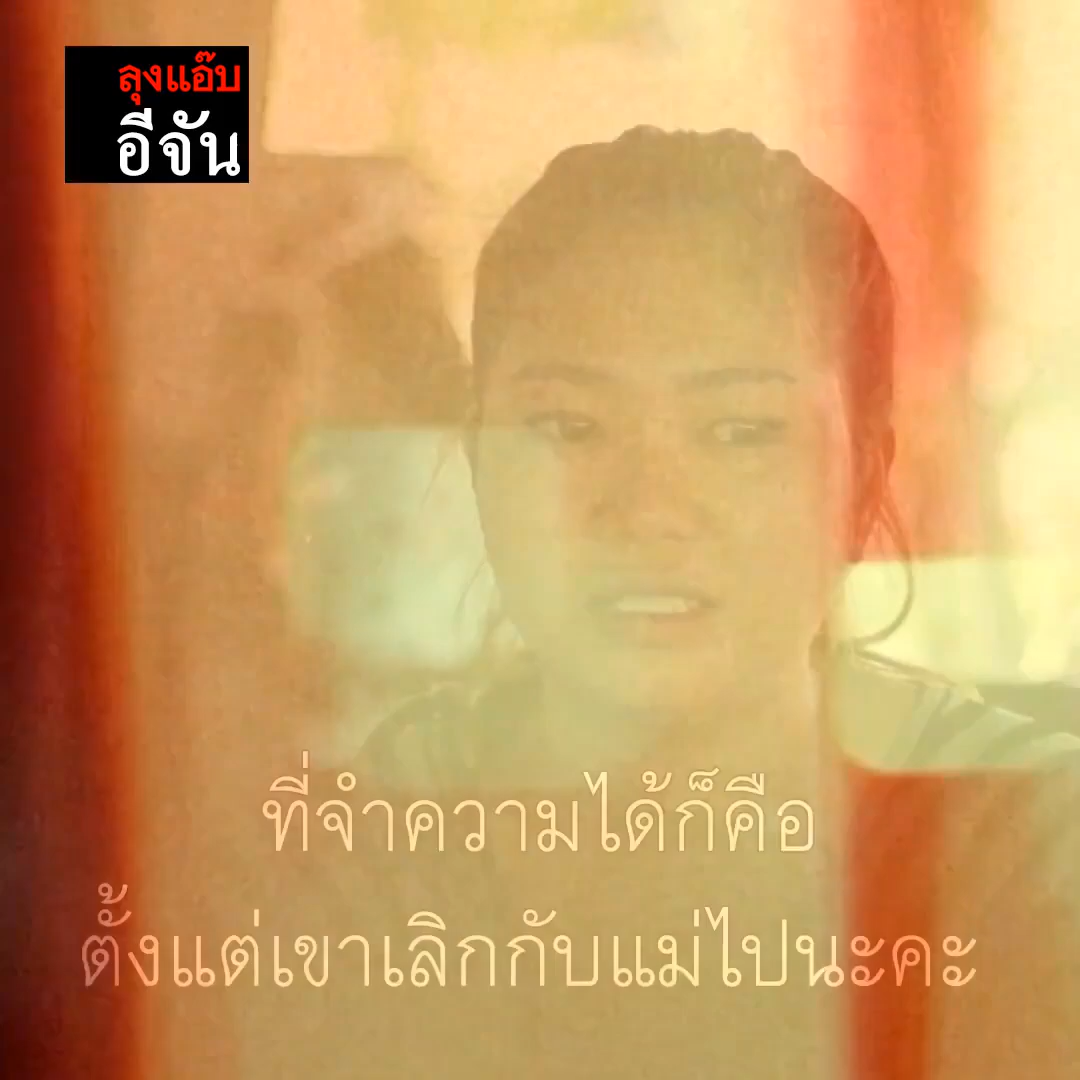 ลุงแอ๊บ
อีจัน
ที่จำความได้ก็คือ
ตั้งแต่เขาเลิกกับแม่ไปนะคะ